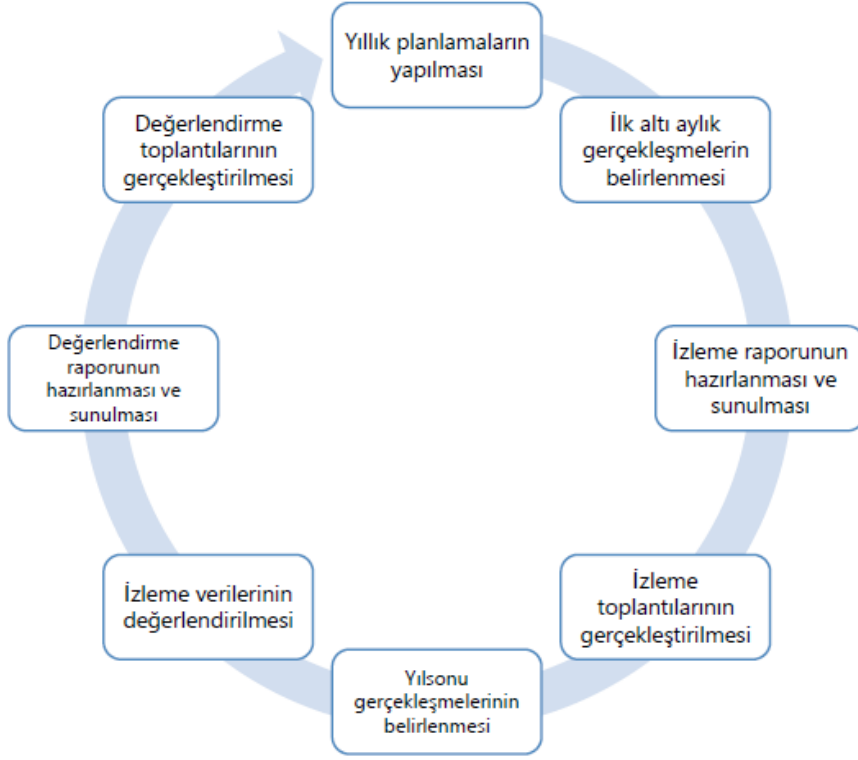 Yıllık planlamaların
yapılması
İlk altı aylık
gerçekleşmelerin
belirlenmesi
İzleme raporunun
hazırlanması ve
sunulması
İzleme
toplantılarının
gerçekleştirilmesi
Yılsonu
gerçekleşmelerinin
belirlenmesi
İzleme verilerinin
değerlendirilmesi
Değerlendirme
raporunun
hazırlanması ve
sunulması
Değerlendirme
toplantılarının
gerçekleştirilmesi